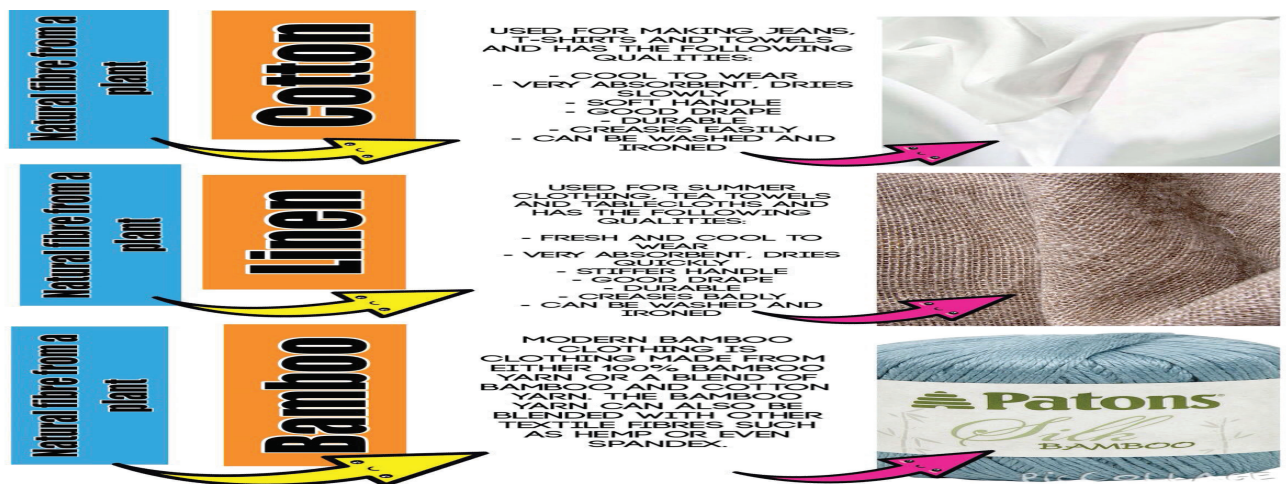 Natural fibre from a
plant
Cotton
USED FOR MAKING JEANS,
T-SHIRTS AND TOWELS
AND HAS THE FOLLOWING
QUALITIES:
- COOL TO WEAR
- VERY ABSORBENT, DRIES
SLOWLY
- SOFT HANDLE
- GOOD DRAPE
- DURABLE
- CREASES EASILY
- CAN BE WASHED AND
IRONED
Natural fibre from a
plant
Linen
USED FOR SUMMER
CLOTHING, TEA TOWELS
AND TABLECLOTHS AND
HAS THE FOLLOWING
QUALITIES:
- FRESH AND COOL TO
WEAR
- VERY ABSORBENT, DRIES
QUICKLY
- STIFFER HANDLE
- GOOD DRAPE
- DURABLE
- CREASES BADLY
- CAN BE WASHED AND
IRONED
Natural fibre from a
plant
Bamboo
MODERN BAMBOO
CLOTHING IS
CLOTHING MADE FROM
EITHER 100% BAMBOO
YARN OR A BLEND OF
BAMBOO AND COTTON
YARN. THE BAMBOO
YARN CAN ALSO BE
BLENDED WITH OTHER
TEXTILE FIBRES SUCH
AS HEMP OR EVEN
SPANDEX.
Patons
Silk
BAMBOO
PIC COLLAGE